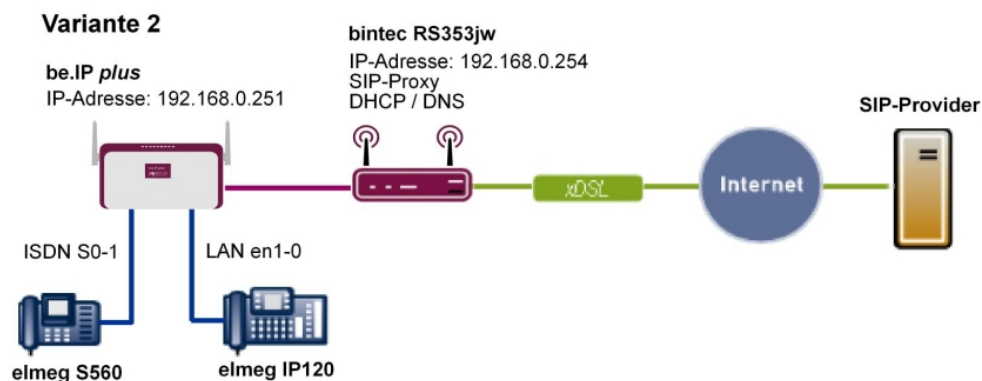 Variante 2
be.IP plus
IP-Adresse: 192.168.0.251
bintec RS353jw
IP-Adresse: 192.168.0.254
SIP-Proxy
DHCP / DNS
SIP-Provider
xDSL
Internet
ISDN S0-1
LAN en1-0
elmeg S560
elmeg IP120